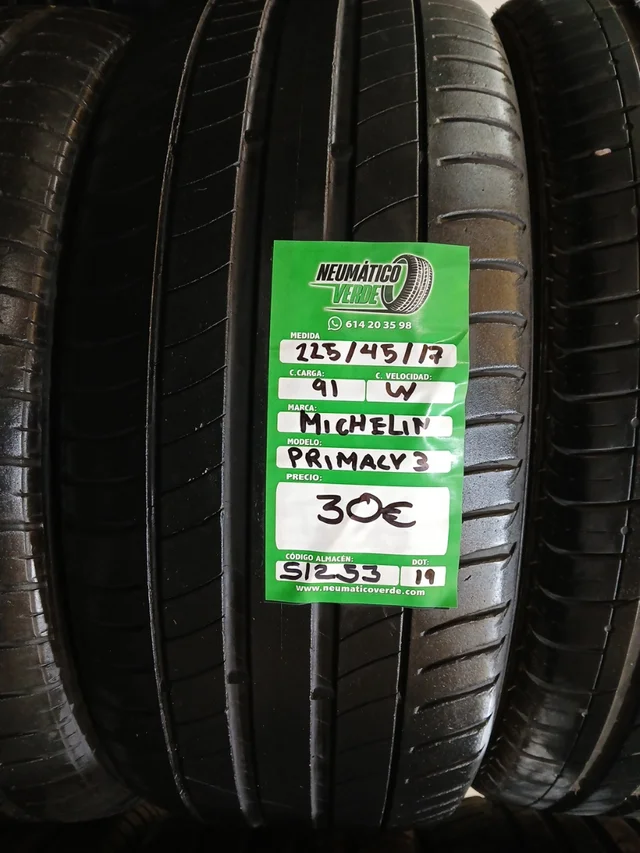 NEUMÁTICO
VERDE
614 20 35 98
MEDIDA
225/45/17
C.CARGA: C. VELOCIDAD:
91 W
MARCA:
MICHELIN
MODELO:
PRIMACY 3
PRECIO:
30€
CÓDIGO ALMACÉN: DOT:
S1253 19
www.neumaticoverde.com